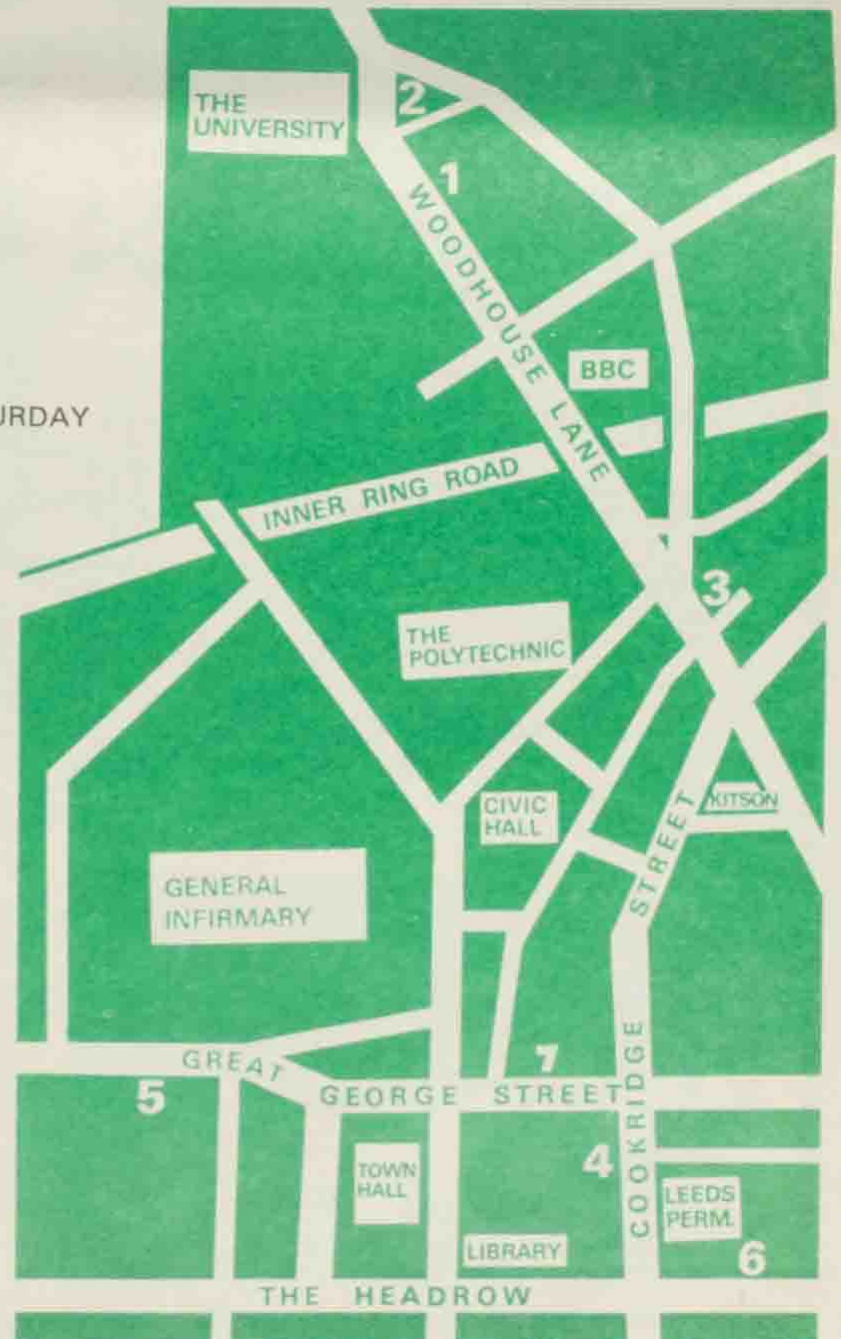 THE
UNIVERSITY
2
1
WOODHOUSE LANE
BBC
URDAY
INNER RING ROAD
3
THE
POLYTECHNIC
CIVIC
HALL
KITSON
GENERAL
INFIRMARY
COOKRIDGE STREET
GREAT GEORGE STREET
7
5
4
TOWN
HALL
LEEDS
PERM.
LIBRARY
6
THE HEADROW